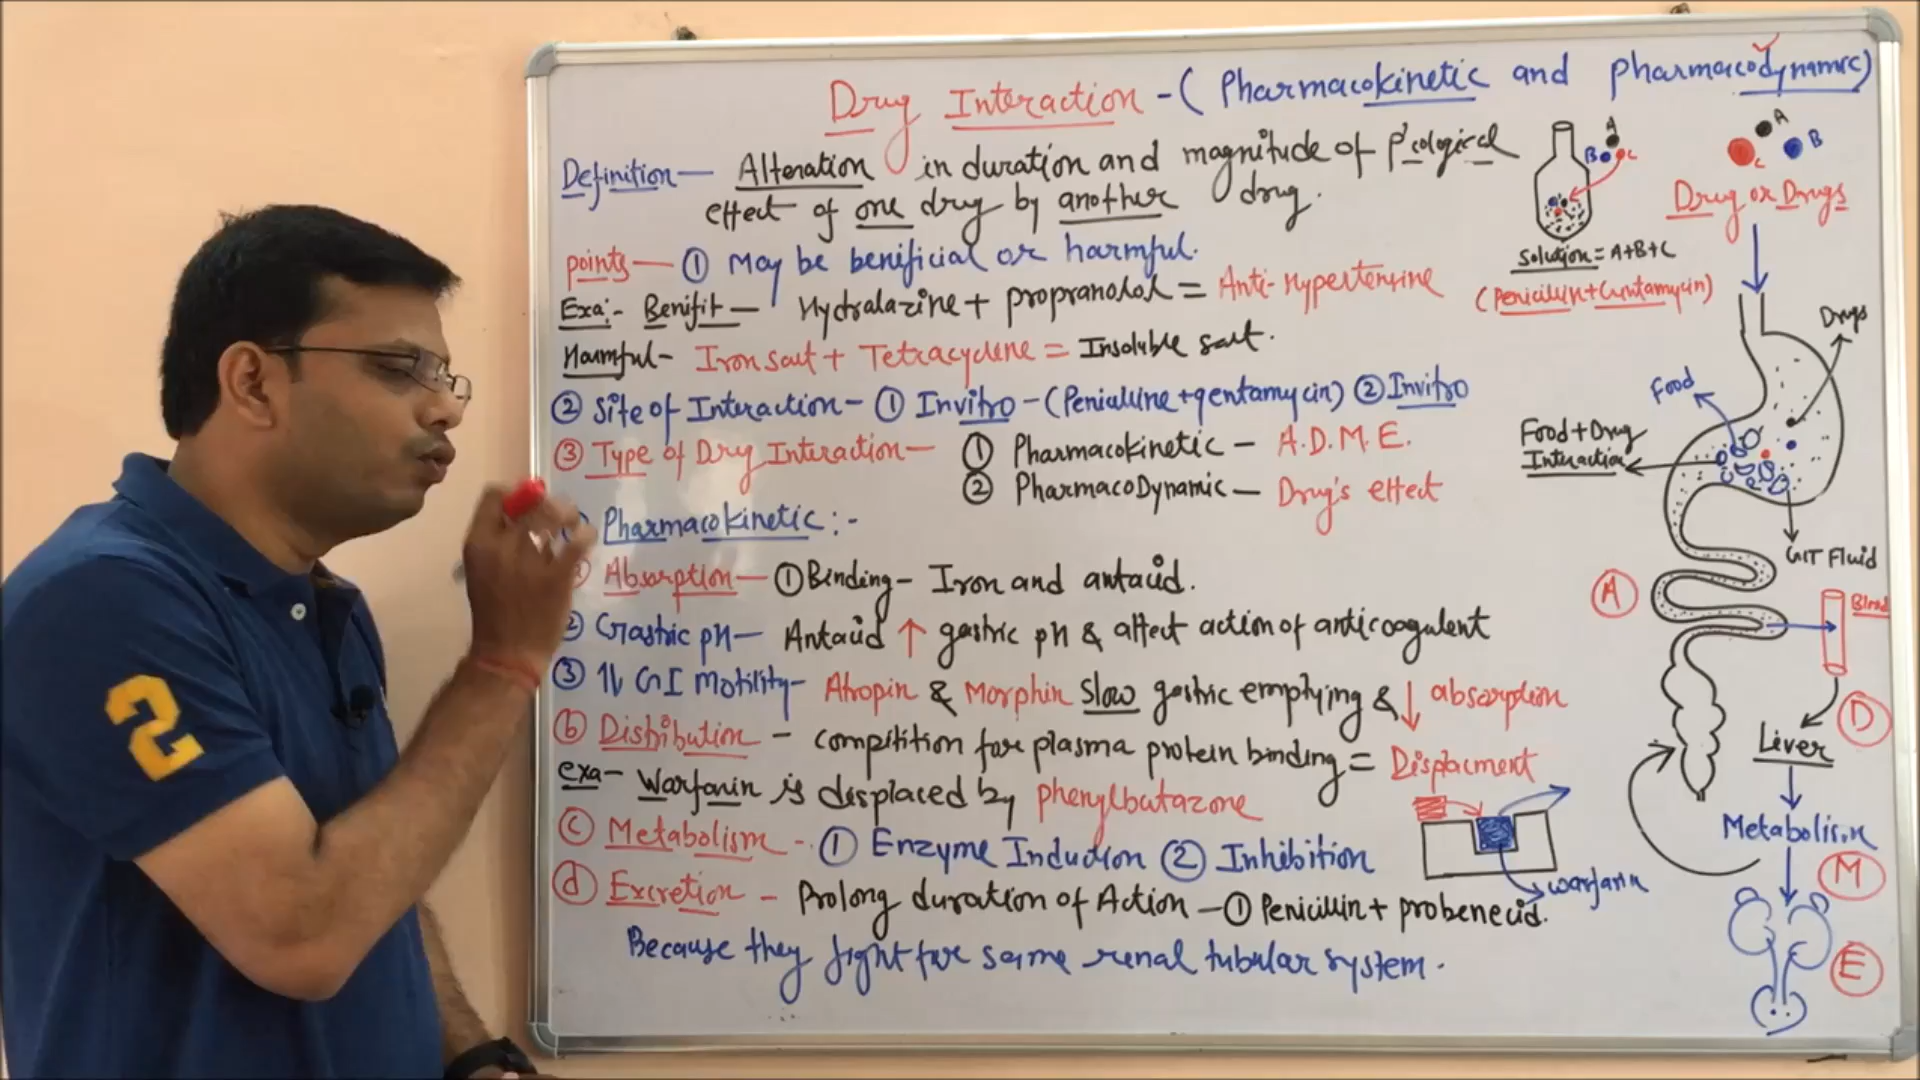 Drug Interaction - (Pharmacokinetic and pharmacodynamic)
Definition — Alteration in duration and magnitude of p'cological
effect of one drug by another drug.
points — ① May be benificial or harmful.
Exa:- Benifit — Hydralazine + propranolol = Anti-Hypertensine
Harmful - Iron salt + Tetracyclene = Insoluble salt.
② Site of Interaction - ① Invitro - (Penicilline + gentamycin) ② Invitro
③ Type of Drug Interaction — ① Pharmacokinetic - A.D.M.E.
② PharmacoDynamic — Drug's effect
Pharmacokinetic :-
Absorption — ① Binding - Iron and antacid.
② Gastric pH — Antacid ↑ gastric pH & affect action of anticoagulent
③ ↑↓ GI Motility - Atropin & Morphin Slow gastric emptying & ↓ absorption
ⓑ Distribution - compitition for plasma protein binding = Displacment
exa - Warfarin is displaced by phenylbutazone
ⓒ Metabolism - ① Enzyme Induction ② Inhibition
ⓓ Excretion - Prolong duration of Action - ① Penicillin + probenecid.
Because they fight for same renal tubular system.
A
B C
Solution = A+B+C
(Penicillin + Gentamycin)
A
B
C
Drug or Drugs
Drugs
Food
Food + Drug
Interaction
GIT Fluid
A
Blood
D
Liver
Metabolism
M
E
warfarin
2